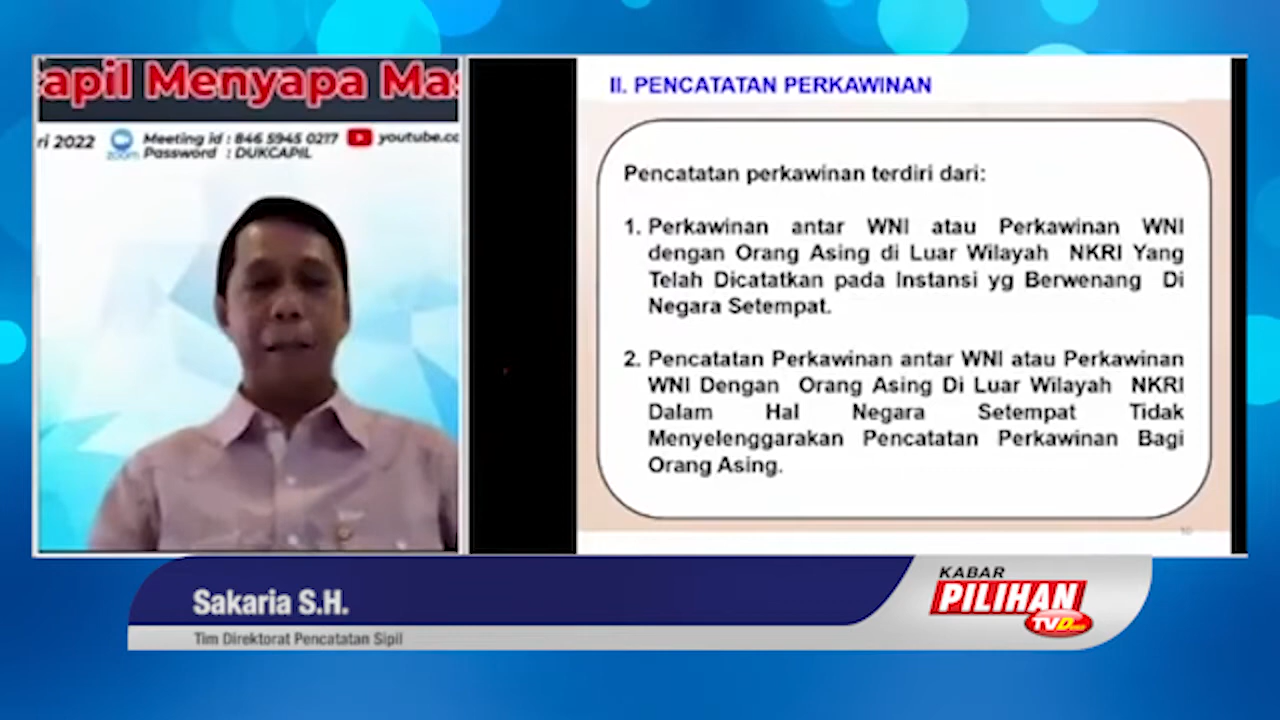 capil Menyapa Mas
ri 2022
zoom
Meeting id : 846 5945 0217
Password : DUKCAPIL
youtube.co
II. PENCATATAN PERKAWINAN
Pencatatan perkawinan terdiri dari:
1. Perkawinan antar WNI atau Perkawinan WNI
dengan Orang Asing di Luar Wilayah NKRI Yang
Telah Dicatatkan pada Instansi yg Berwenang Di
Negara Setempat.
2. Pencatatan Perkawinan antar WNI atau Perkawinan
WNI Dengan Orang Asing Di Luar Wilayah NKRI
Dalam Hal Negara Setempat Tidak
Menyelenggarakan Pencatatan Perkawinan Bagi
Orang Asing.
Sakaria S.H.
Tim Direktorat Pencatatan Sipil
KABAR
PILIHAN